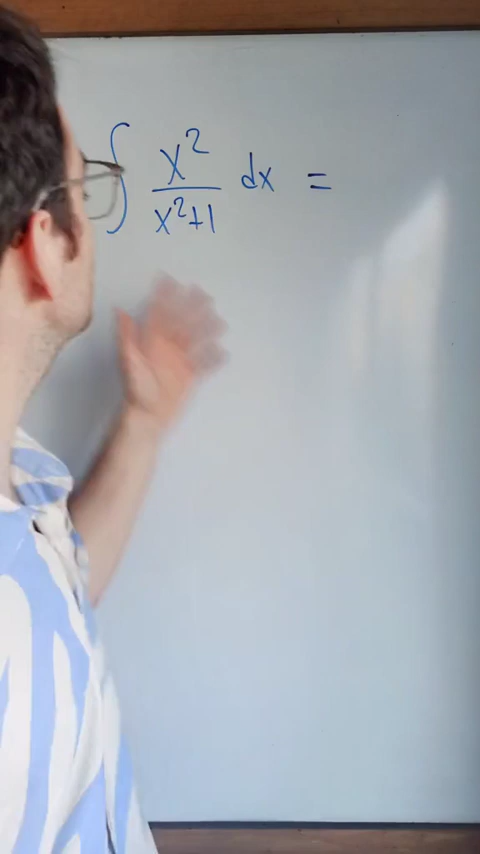 ∫ x²/(x²+1) dx =